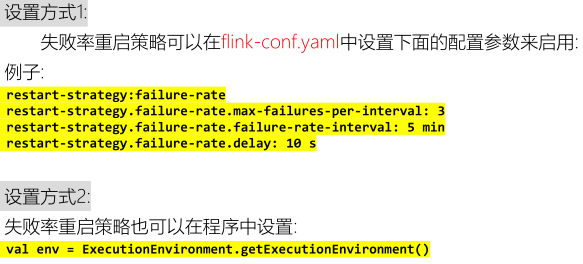 设置方式1:
失败率重启策略可以在flink-conf.yaml中设置下面的配置参数来启用:
例子:
restart-strategy:failure-rate
restart-strategy.failure-rate.max-failures-per-interval: 3
restart-strategy.failure-rate.failure-rate-interval: 5 min
restart-strategy.failure-rate.delay: 10 s
设置方式2:
失败率重启策略也可以在程序中设置:
val env = ExecutionEnvironment.getExecutionEnvironment()